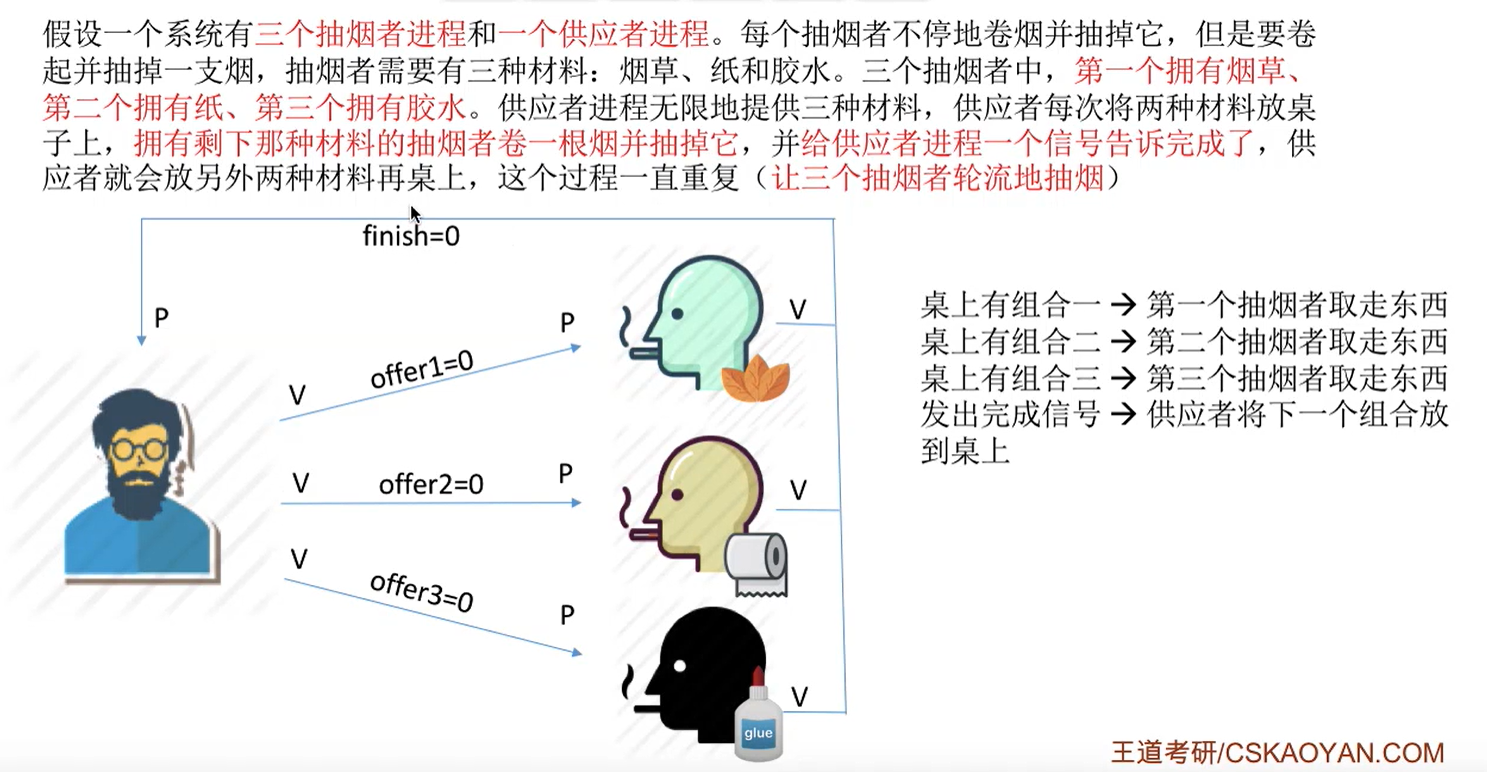 假设一个系统有三个抽烟者进程和一个供应者进程。每个抽烟者不停地卷烟并抽掉它，但是要卷
起并抽掉一支烟，抽烟者需要有三种材料：烟草、纸和胶水。三个抽烟者中，第一个拥有烟草、
第二个拥有纸、第三个拥有胶水。供应者进程无限地提供三种材料，供应者每次将两种材料放桌
子上，拥有剩下那种材料的抽烟者卷一根烟并抽掉它，并给供应者进程一个信号告诉完成了，供
应者就会放另外两种材料再桌上，这个过程一直重复（让三个抽烟者轮流地抽烟）
finish=0
P
V
offer1=0
P
V
V
offer2=0
P
V
V
offer3=0
P
V
glue
桌上有组合一 → 第一个抽烟者取走东西
桌上有组合二 → 第二个抽烟者取走东西
桌上有组合三 → 第三个抽烟者取走东西
发出完成信号 → 供应者将下一个组合放
到桌上
王道考研/CSKAOYAN.COM